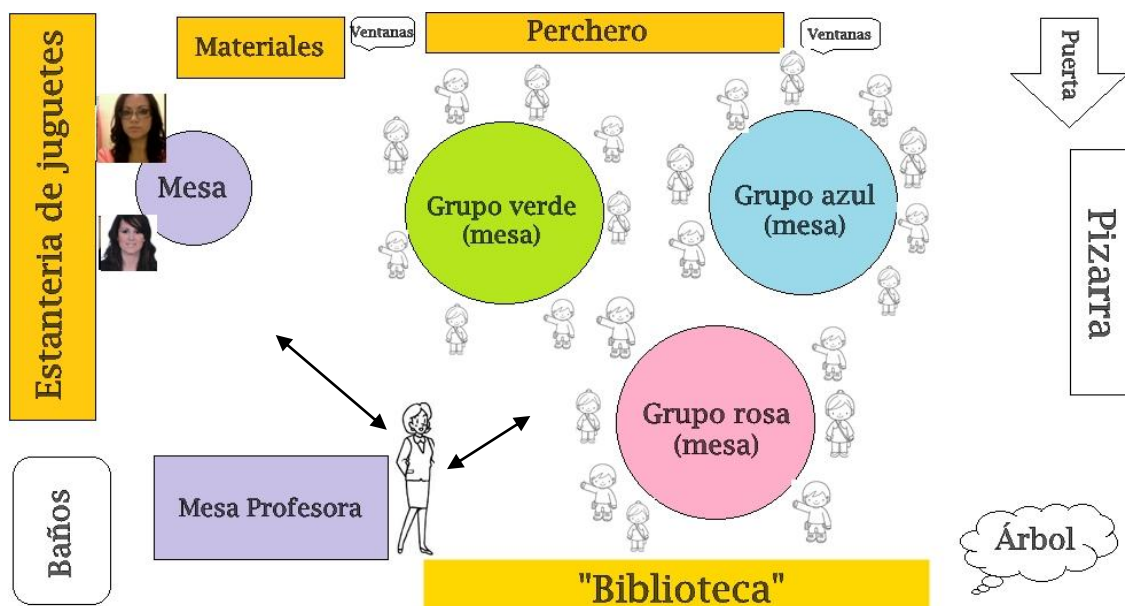 Estanteria de juguetes
Materiales
Ventanas
Perchero
Ventanas
Puerta
Mesa
Grupo verde
(mesa)
Grupo azul
(mesa)
Pizarra
Grupo rosa
(mesa)
Baños
Mesa Profesora
Árbol
"Biblioteca"